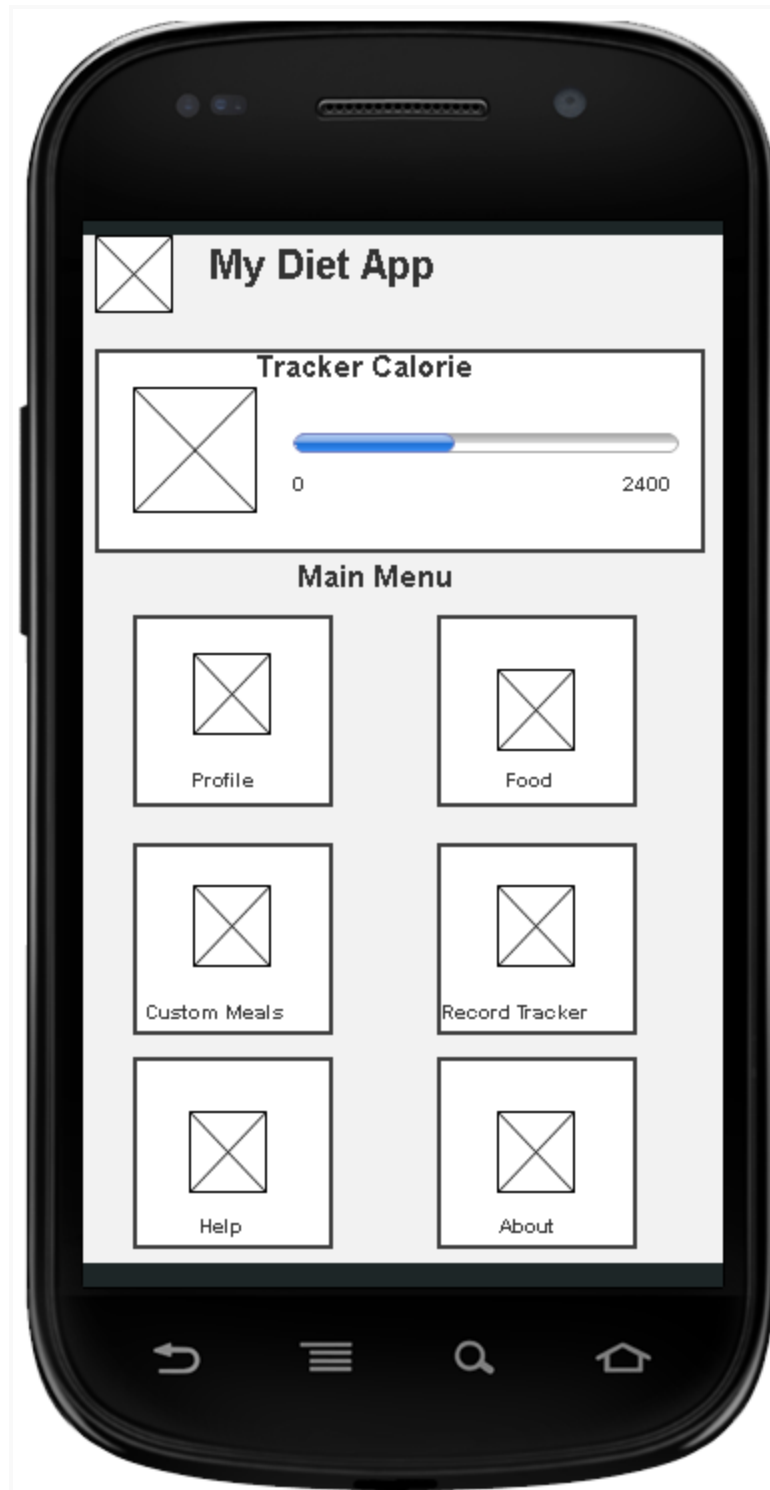 My Diet App
Tracker Calorie
0 2400
Main Menu
Profile Food
Custom Meals Record Tracker
Help About